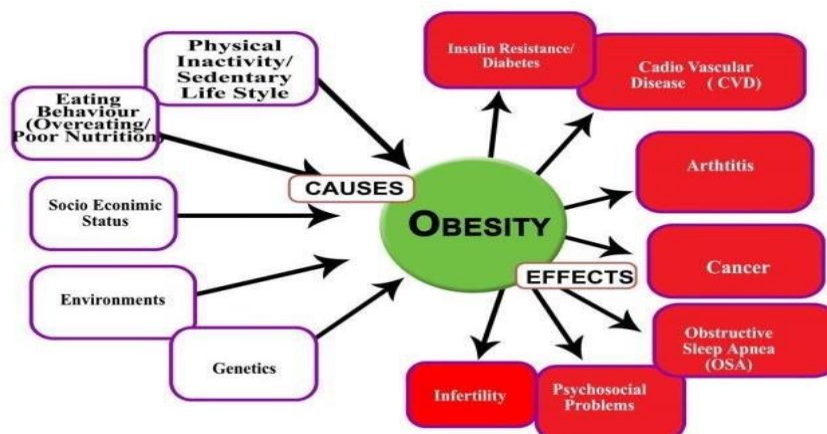 Physical
Inactivity/
Sedentary
Life Style
Eating
Behaviour
(Overeating/
Poor Nutrition)
Socio Econimic
Status
Environments
Genetics
CAUSES
OBESITY
EFFECTS
Insulin Resistance/
Diabetes
Cadio Vascular
Disease ( CVD)
Arthtitis
Cancer
Obstructive
Sleep Apnea
(OSA)
Psychosocial
Problems
Infertility